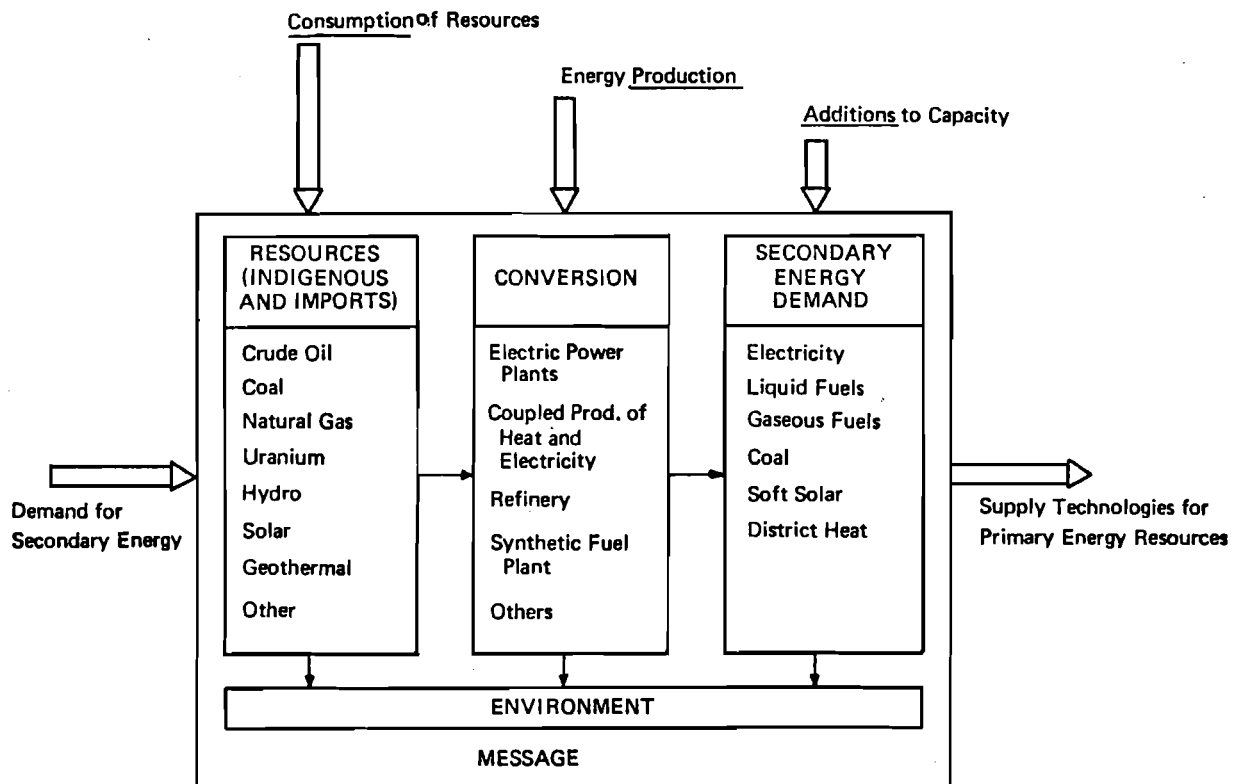 Consumption of Resources
Energy Production
Additions to Capacity
RESOURCES
(INDIGENOUS
AND IMPORTS)
Crude Oil
Coal
Natural Gas
Uranium
Hydro
Solar
Geothermal
Other
CONVERSION
Electric Power
Plants
Coupled Prod. of
Heat and
Electricity
Refinery
Synthetic Fuel
Plant
Others
SECONDARY
ENERGY
DEMAND
Electricity
Liquid Fuels
Gaseous Fuels
Coal
Soft Solar
District Heat
Demand for
Secondary Energy
Supply Technologies for
Primary Energy Resources
ENVIRONMENT
MESSAGE